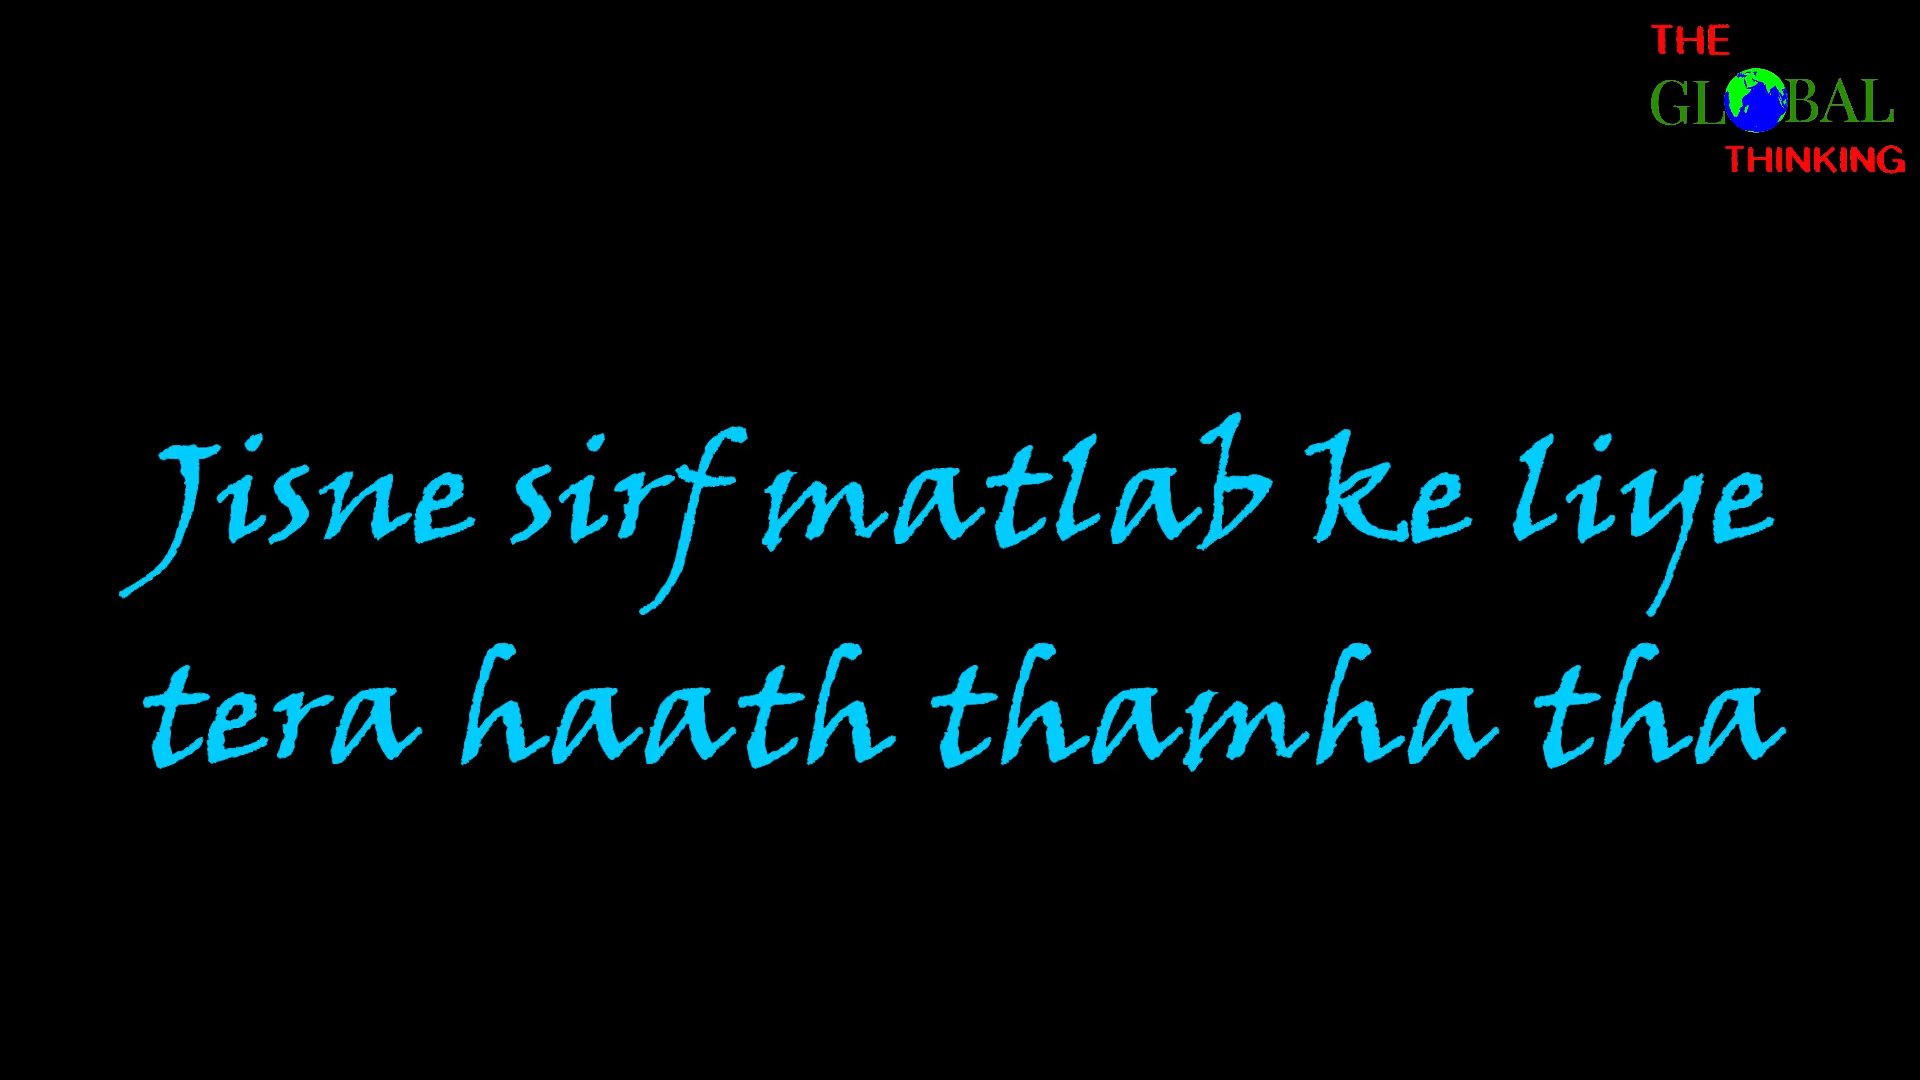 THE
GLOBAL
THINKING
Jisne sirf matlab ke liye
tera haath thamha tha